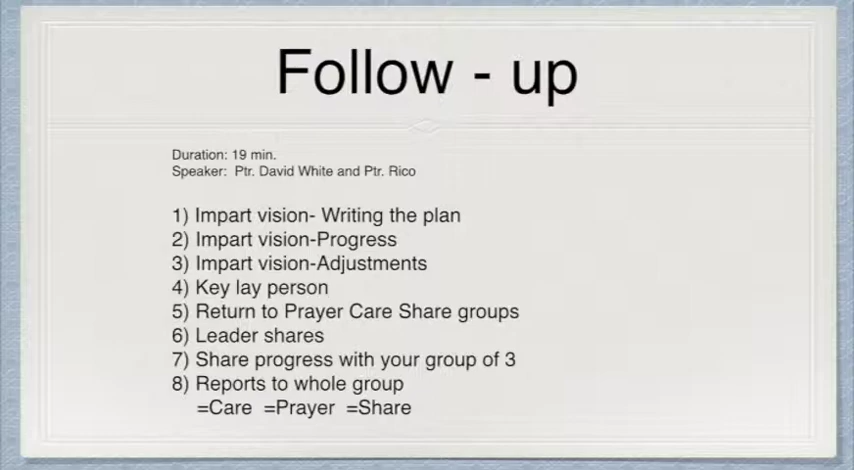 Follow - up
Duration: 19 min.
Speaker: Ptr. David White and Ptr. Rico
1) Impart vision- Writing the plan
2) Impart vision-Progress
3) Impart vision-Adjustments
4) Key lay person
5) Return to Prayer Care Share groups
6) Leader shares
7) Share progress with your group of 3
8) Reports to whole group
=Care =Prayer =Share